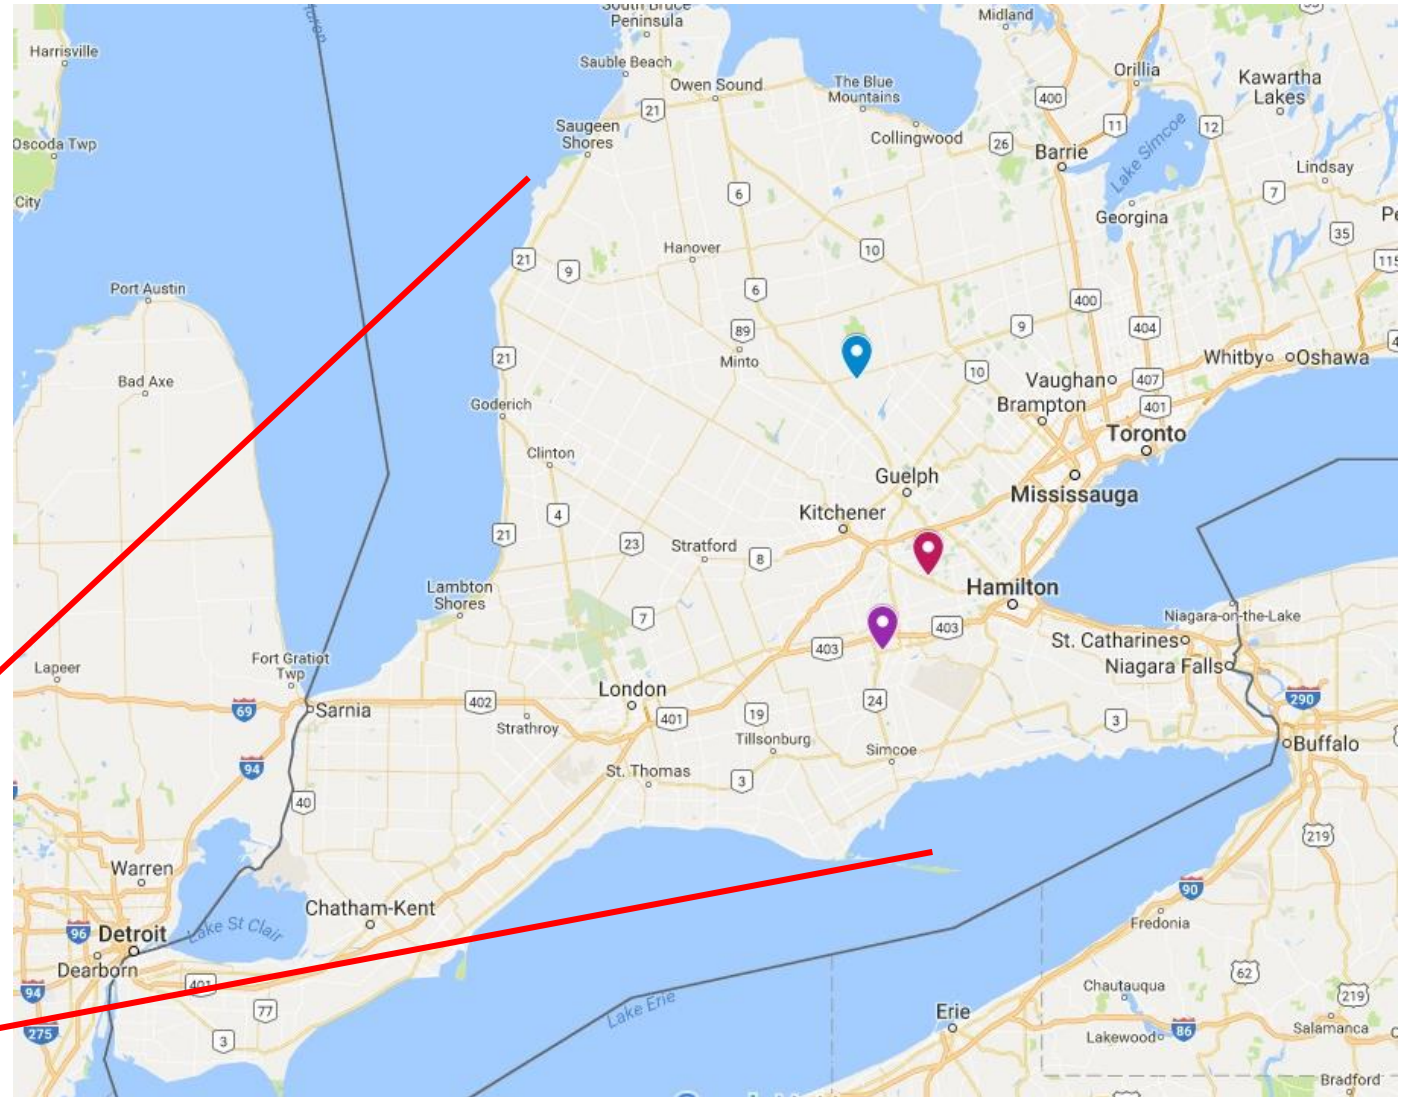 South Bruce
Peninsula
Midland
Harrisville
Sauble Beach
Owen Sound
The Blue
Mountains
Orillia
Kawartha
Lakes
400
21
Saugeen
Shores
11
12
Oscoda Twp
Collingwood
26
Barrie
Lake Simcoe
Lindsay
City
6
7
Georgina
35
Hanover
10
21
9
115
Port Austin
6
400
89
9
404
Minto
21
Whitby
Oshawa
Bad Axe
10
Vaughan
407
Goderich
Brampton
401
Toronto
Clinton
Guelph
Mississauga
4
Kitchener
21
23
Stratford
8
Lambton
Shores
Hamilton
7
Niagara-on-the-Lake
403
403
St. Catharines
Lapeer
Fort Gratiot
Twp
Niagara Falls
London
69
Sarnia
402
401
19
24
290
Strathroy
3
Tillsonburg
Simcoe
Buffalo
94
St. Thomas
3
40
219
Warren
90
Chatham-Kent
Fredonia
96
Detroit
Lake St Clair
Dearborn
401
62
94
77
Chautauqua
219
275
3
Lake Erie
Erie
Lakewood
86
Salamanca
Bradford